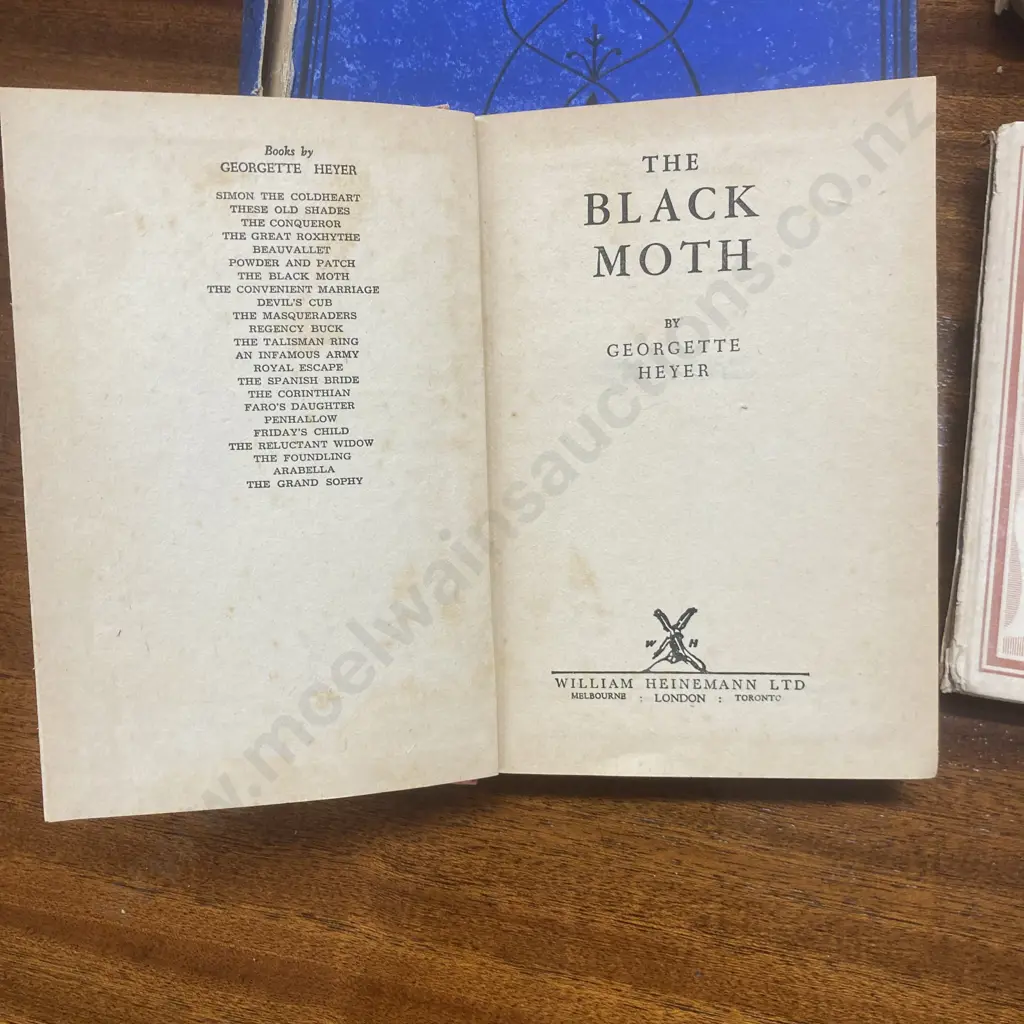 Books by
GEORGETTE HEYER
SIMON THE COLDHEART
THESE OLD SHADES
THE CONQUEROR
THE GREAT ROXHYTHE
BEAUVALLET
POWDER AND PATCH
THE BLACK MOTH
THE CONVENIENT MARRIAGE
DEVIL'S CUB
THE MASQUERADERS
REGENCY BUCK
THE TALISMAN RING
AN INFAMOUS ARMY
ROYAL ESCAPE
THE SPANISH BRIDE
THE CORINTHIAN
FARO'S DAUGHTER
PENHALLOW
FRIDAY'S CHILD
THE RELUCTANT WIDOW
THE FOUNDLING
ARABELLA
THE GRAND SOPHY
THE
BLACK
MOTH
BY
GEORGETTE
HEYER
W H
WILLIAM HEINEMANN LTD
MELBOURNE : LONDON : TORONTO
w.mcelwainsauctions.co.nz